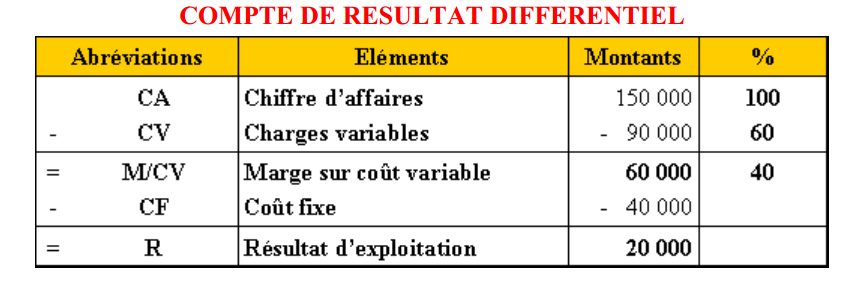 COMPTE DE RESULTAT DIFFERENTIEL
Abréviations Eléments Montants %
CA Chiffre d'affaires 150 000 100
- CV Charges variables - 90 000 60
= M/CV Marge sur coût variable 60 000 40
- CF Coût fixe - 40 000
= R Résultat d'exploitation 20 000